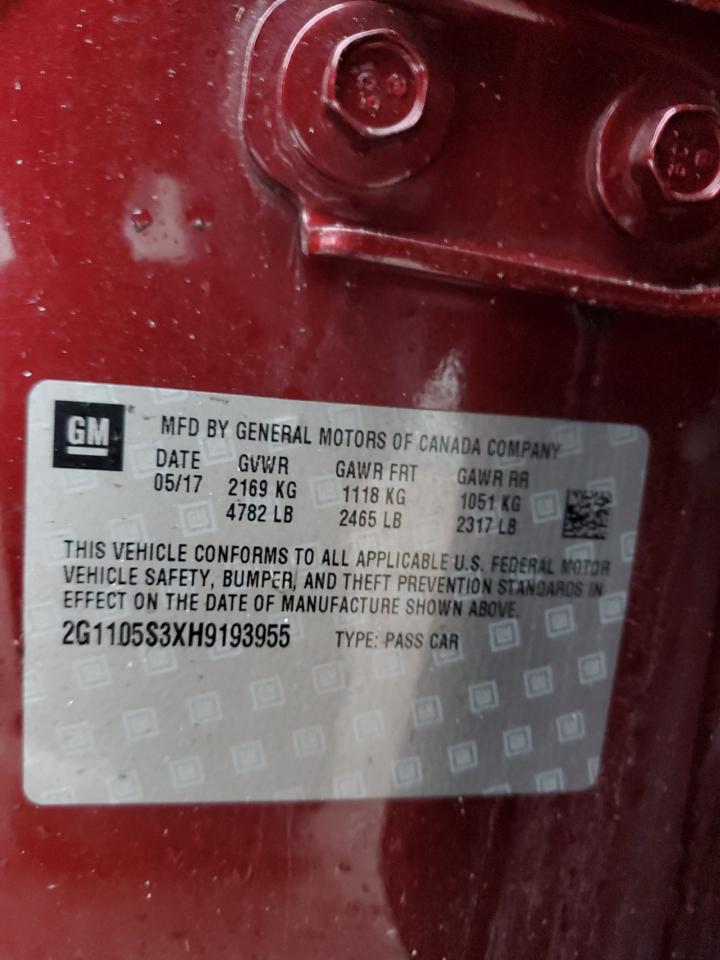 GM®
MFD BY GENERAL MOTORS OF CANADA COMPANY
DATE GVWR GAWR FRT GAWR RR
05/17 2169 KG 1118 KG 1051 KG
4782 LB 2465 LB 2317 LB
THIS VEHICLE CONFORMS TO ALL APPLICABLE U.S. FEDERAL MOTOR
VEHICLE SAFETY, BUMPER, AND THEFT PREVENTION STANDARDS IN
EFFECT ON THE DATE OF MANUFACTURE SHOWN ABOVE.
2G1105S3XH9193955 TYPE: PASS CAR